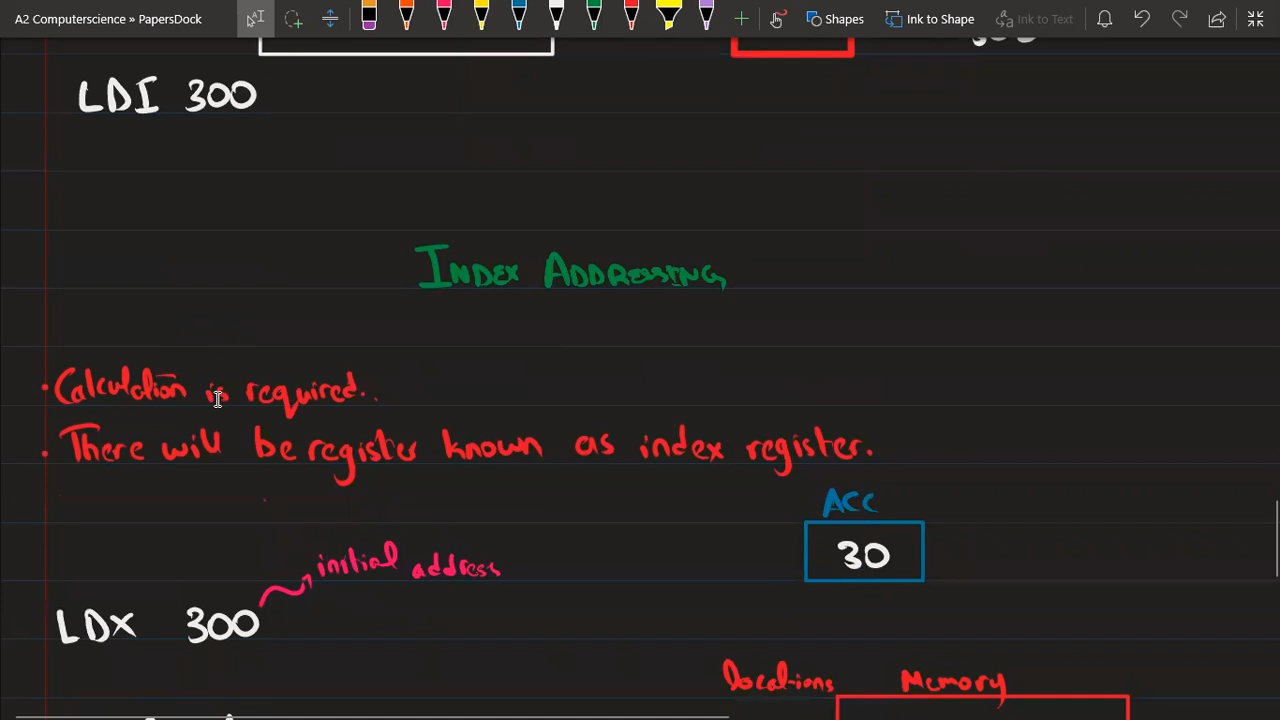 A2 Computerscience » PapersDock
Shapes
Ink to Shape
Ink to Text
LDI 300
INDEX ADDRESSING
• Calculation is required.
• There will be register known as index register.
ACC
30
initial address
LDX 300
locations Memory